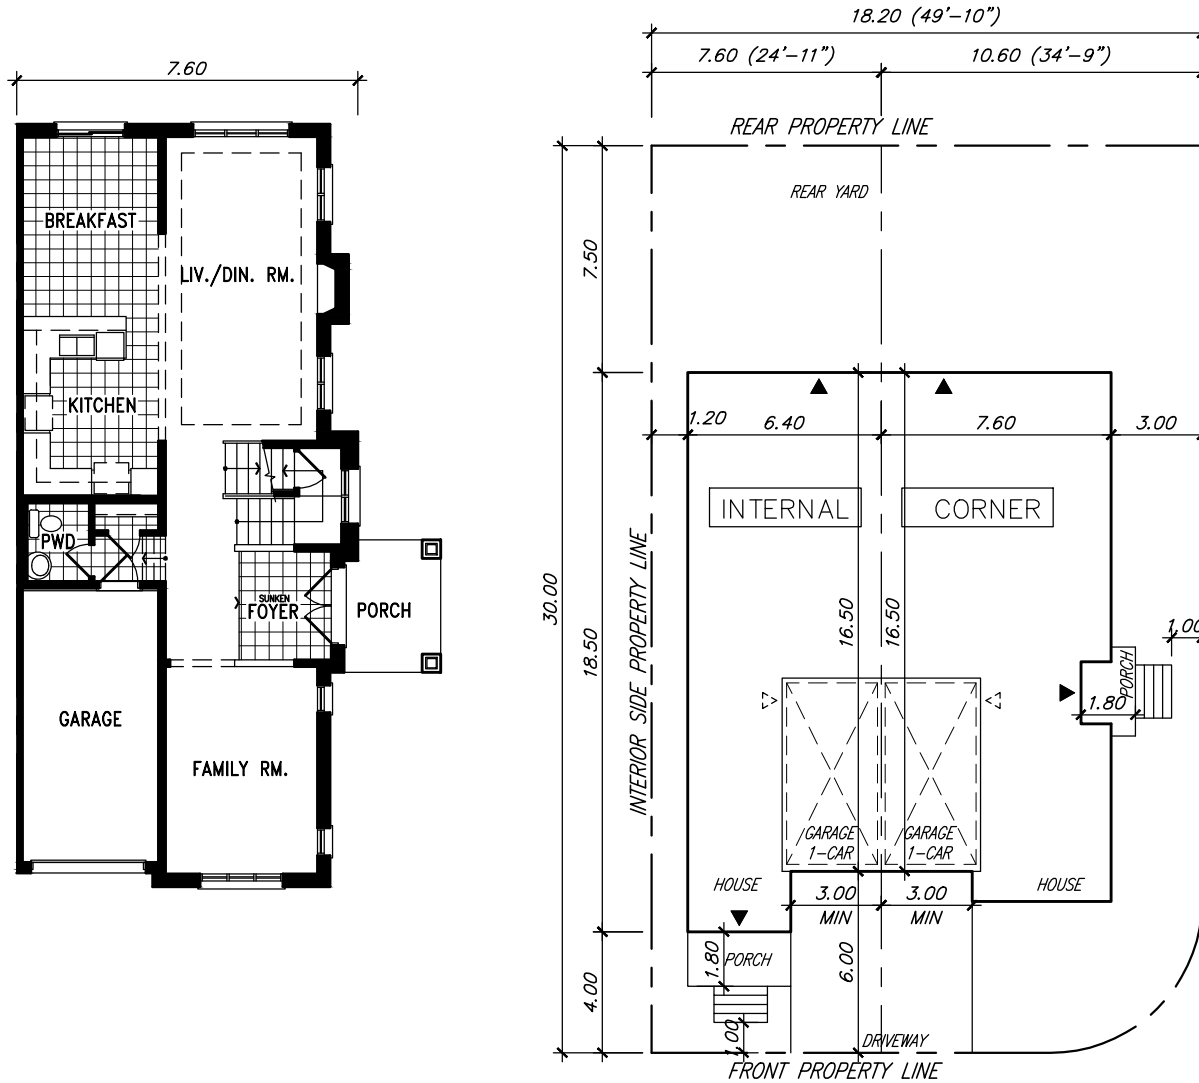 7.60
BREAKFAST
LIV./DIN. RM.
KITCHEN
PWD
SUNKEN
FOYER
PORCH
GARAGE
FAMILY RM.
18.20 (49'-10")
7.60 (24'-11")
10.60 (34'-9")
REAR PROPERTY LINE
REAR YARD
7.50
1.20
6.40
7.60
3.00
INTERNAL
CORNER
INTERIOR SIDE PROPERTY LINE
30.00
18.50
16.50
16.50
1.00
PORCH
1.80
GARAGE
1-CAR
GARAGE
1-CAR
HOUSE
HOUSE
3.00
MIN
3.00
MIN
1.80
PORCH
6.00
4.00
1.00
DRIVEWAY
FRONT PROPERTY LINE